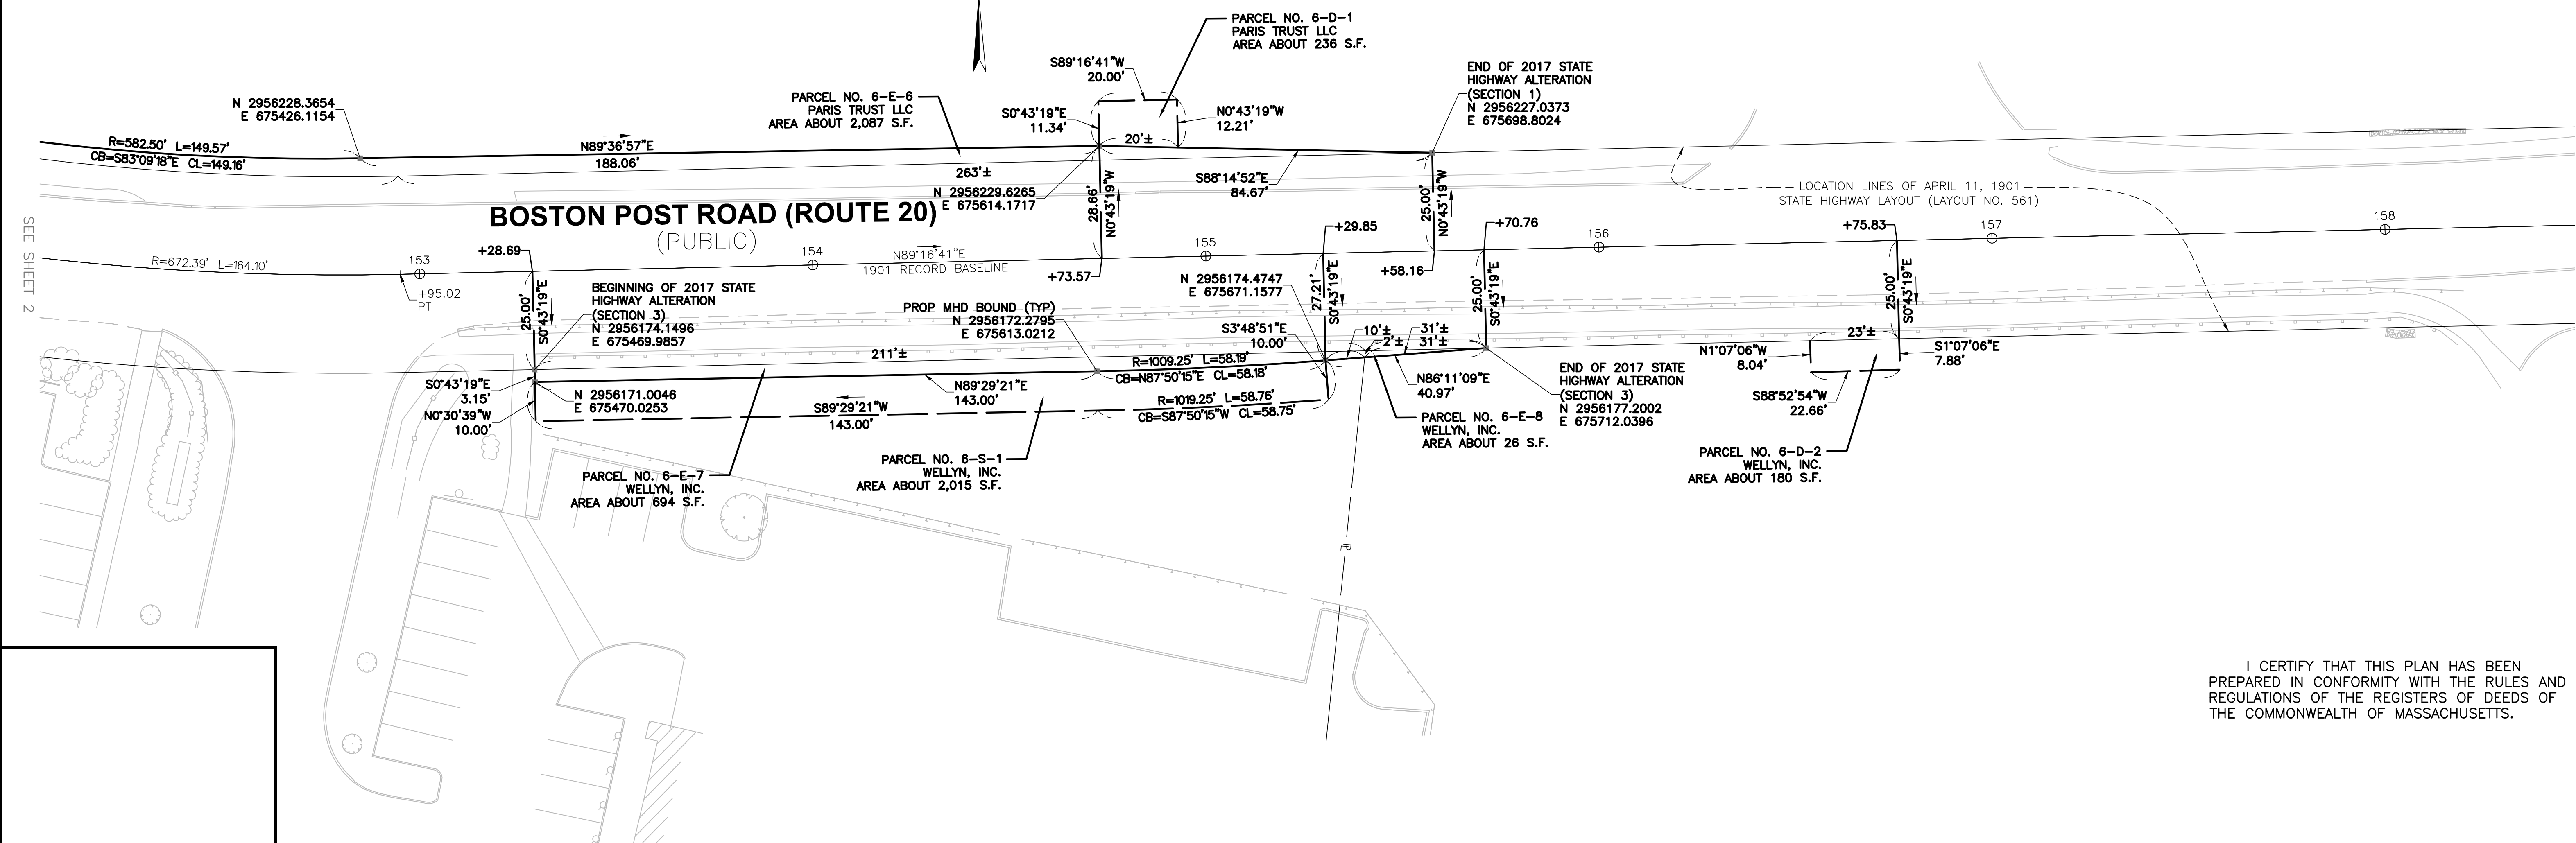 PARCEL NO. 6-D-1
PARIS TRUST LLC
AREA ABOUT 236 S.F.
S89°16'41"W
20.00'
END OF 2017 STATE
HIGHWAY ALTERATION
(SECTION 1)
N 2956227.0373
E 675698.8024
N 2956228.3654
E 675426.1154
PARCEL NO. 6-E-6
PARIS TRUST LLC
AREA ABOUT 2,087 S.F.
S0°43'19"E
11.34'
N0°43'19"W
12.21'
20'±
R=582.50' L=149.57'
CB=S83°09'18"E CL=149.16'
N89°36'57"E
188.06'
263'±
N 2956229.6265
E 675614.1717
28.66'
N0°43'19"W
S88°14'52"E
84.67'
25.00'
N0°43'19"W
LOCATION LINES OF APRIL 11, 1901
STATE HIGHWAY LAYOUT (LAYOUT NO. 561)
BOSTON POST ROAD (ROUTE 20)
(PUBLIC)
SEE SHEET 2
R=672.39' L=164.10'
153
+95.02
PT
+28.69
154
N89°16'41"E
1901 RECORD BASELINE
+73.57
155
+29.85
+58.16
+70.76
156
+75.83
157
158
25.00'
S0°43'19"E
BEGINNING OF 2017 STATE
HIGHWAY ALTERATION
(SECTION 3)
N 2956174.1496
E 675469.9857
PROP MHD BOUND (TYP)
N 2956172.2795
E 675613.0212
N 2956174.4747
E 675671.1577
27.21'
S0°43'19"E
25.00'
S0°43'19"E
25.00'
S0°43'19"E
S3°48'51"E
10.00'
10'±
2'±
31'±
31'±
23'±
211'±
R=1009.25' L=58.19'
CB=N87°50'15"E CL=58.18'
S0°43'19"E
3.15'
N0°30'39"W
10.00'
N 2956171.0046
E 675470.0253
N89°29'21"E
143.00'
S89°29'21"W
143.00'
R=1019.25' L=58.76'
CB=S87°50'15"W CL=58.75'
N86°11'09"E
40.97'
END OF 2017 STATE
HIGHWAY ALTERATION
(SECTION 3)
N 2956177.2002
E 675712.0396
N1°07'06"W
8.04'
S1°07'06"E
7.88'
S88°52'54"W
22.66'
PARCEL NO. 6-E-8
WELLYN, INC.
AREA ABOUT 26 S.F.
PARCEL NO. 6-D-2
WELLYN, INC.
AREA ABOUT 180 S.F.
PARCEL NO. 6-S-1
WELLYN, INC.
AREA ABOUT 2,015 S.F.
PARCEL NO. 6-E-7
WELLYN, INC.
AREA ABOUT 694 S.F.
PL
I CERTIFY THAT THIS PLAN HAS BEEN
PREPARED IN CONFORMITY WITH THE RULES AND
REGULATIONS OF THE REGISTERS OF DEEDS OF
THE COMMONWEALTH OF MASSACHUSETTS.